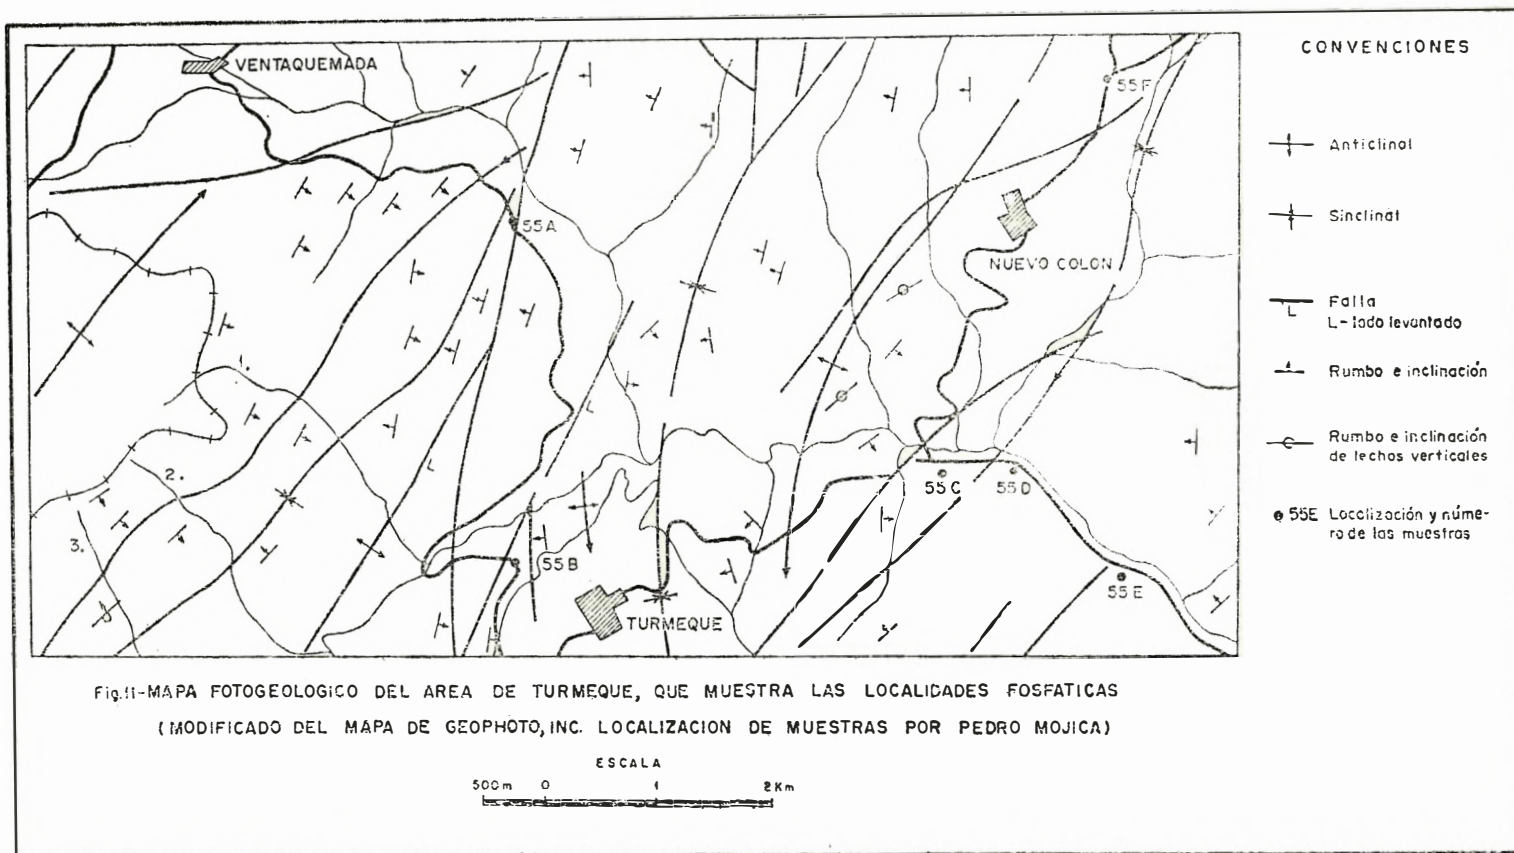 VENTAQUEMADA
55F
55A
NUEVO COLON
1.
L
2.
L
55C
55D
3.
55B
55E
TURMEQUE
CONVENCIONES
Anticlinal
Sinclinal
L
Falla
L-lado levantado
Rumbo e inclinación
Rumbo e inclinación
de lechos verticales
55E Localización y núme-
ro de las muestras
Fig.11-MAPA FOTOGEOLOGICO DEL AREA DE TURMEQUE, QUE MUESTRA LAS LOCALIDADES FOSFATICAS
(MODIFICADO DEL MAPA DE GEOPHOTO, INC. LOCALIZACION DE MUESTRAS POR PEDRO MOJICA)
ESCALA
500m 0 1 2Km